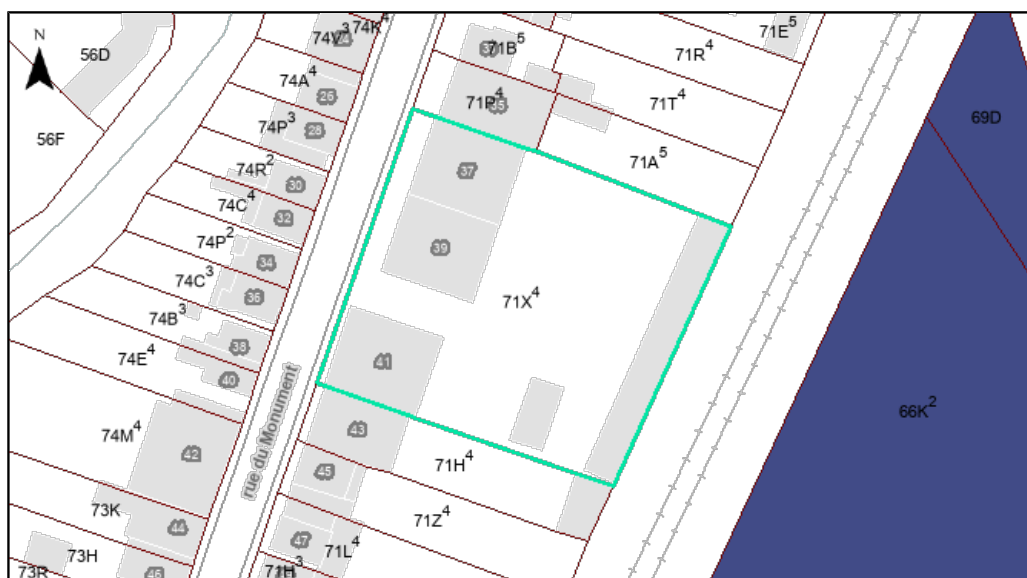 N
56D
56F
74V³
74K⁴
24
74A⁴
26
74P³
28
74R²
30
74C⁴
32
74P²
34
74C³
36
74B³
38
74E⁴
40
74M⁴
42
73K
44
73H
73R
46
rue du Monument
71B⁵
71P⁴
35
37
39
41
43
45
47
71E⁵
71R⁴
71T⁴
71A⁵
71X⁴
71H⁴
71Z⁴
71L⁴
71H³
69D
66K²